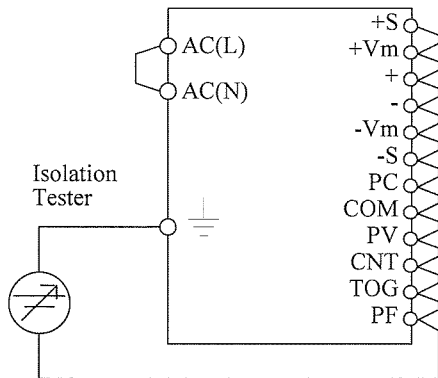 AC(L)
AC(N)
Isolation
Tester
+S
+Vm
+
-
-Vm
-S
PC
COM
PV
CNT
TOG
PF